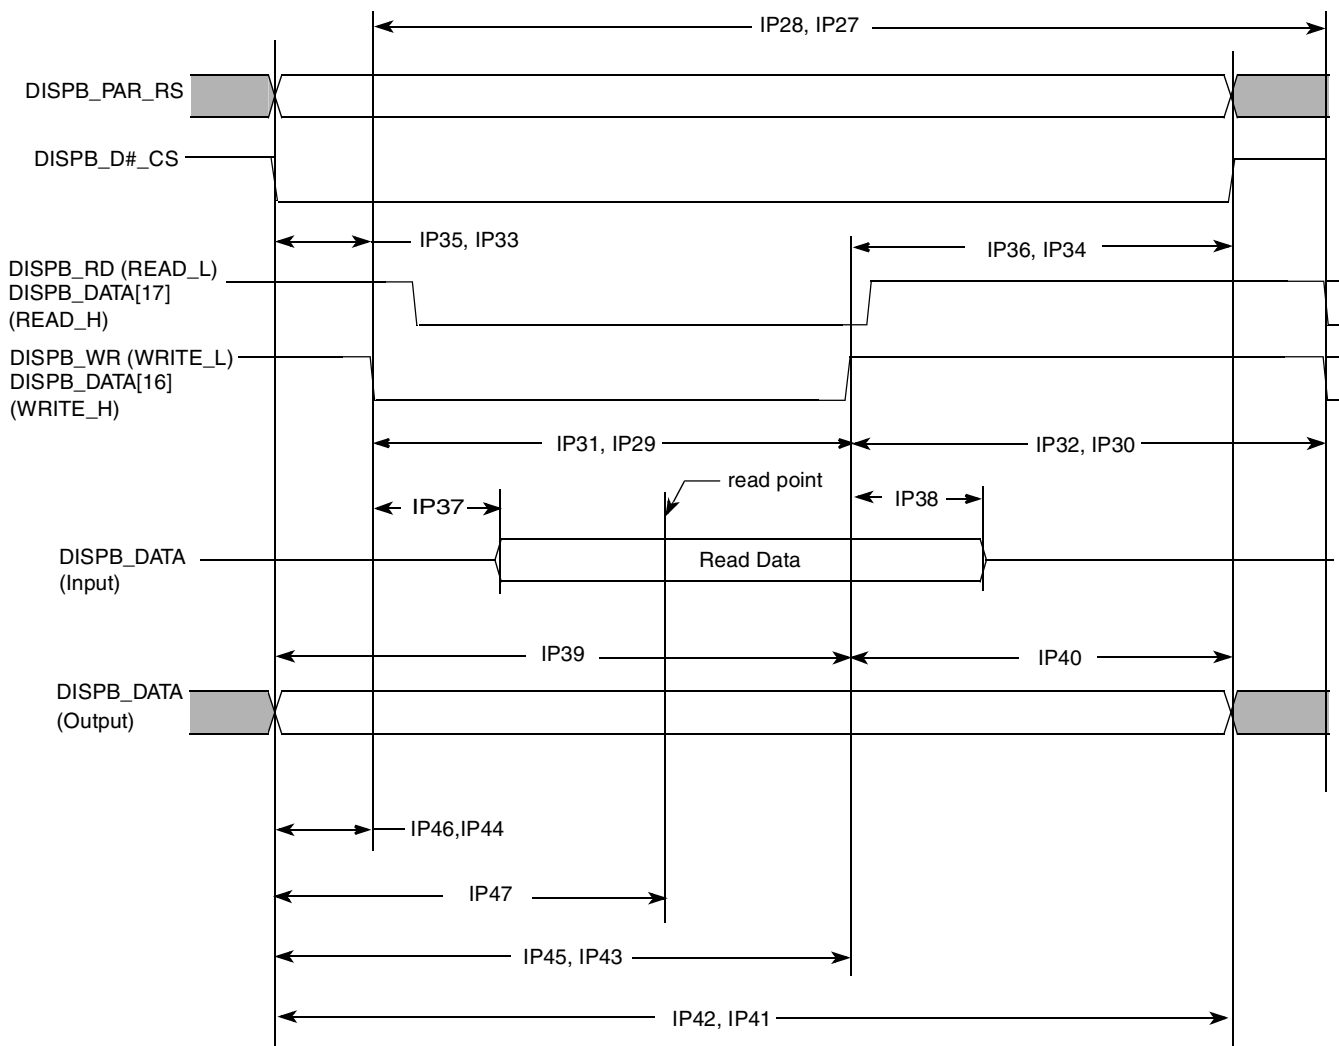 IP28, IP27
DISPB_PAR_RS
DISPB_D#_CS
IP35, IP33
IP36, IP34
DISPB_RD (READ_L)
DISPB_DATA[17]
(READ_H)
DISPB_WR (WRITE_L)
DISPB_DATA[16]
(WRITE_H)
IP31, IP29
IP32, IP30
read point
IP37
IP38
DISPB_DATA
(Input)
Read Data
IP39
IP40
DISPB_DATA
(Output)
IP46,IP44
IP47
IP45, IP43
IP42, IP41